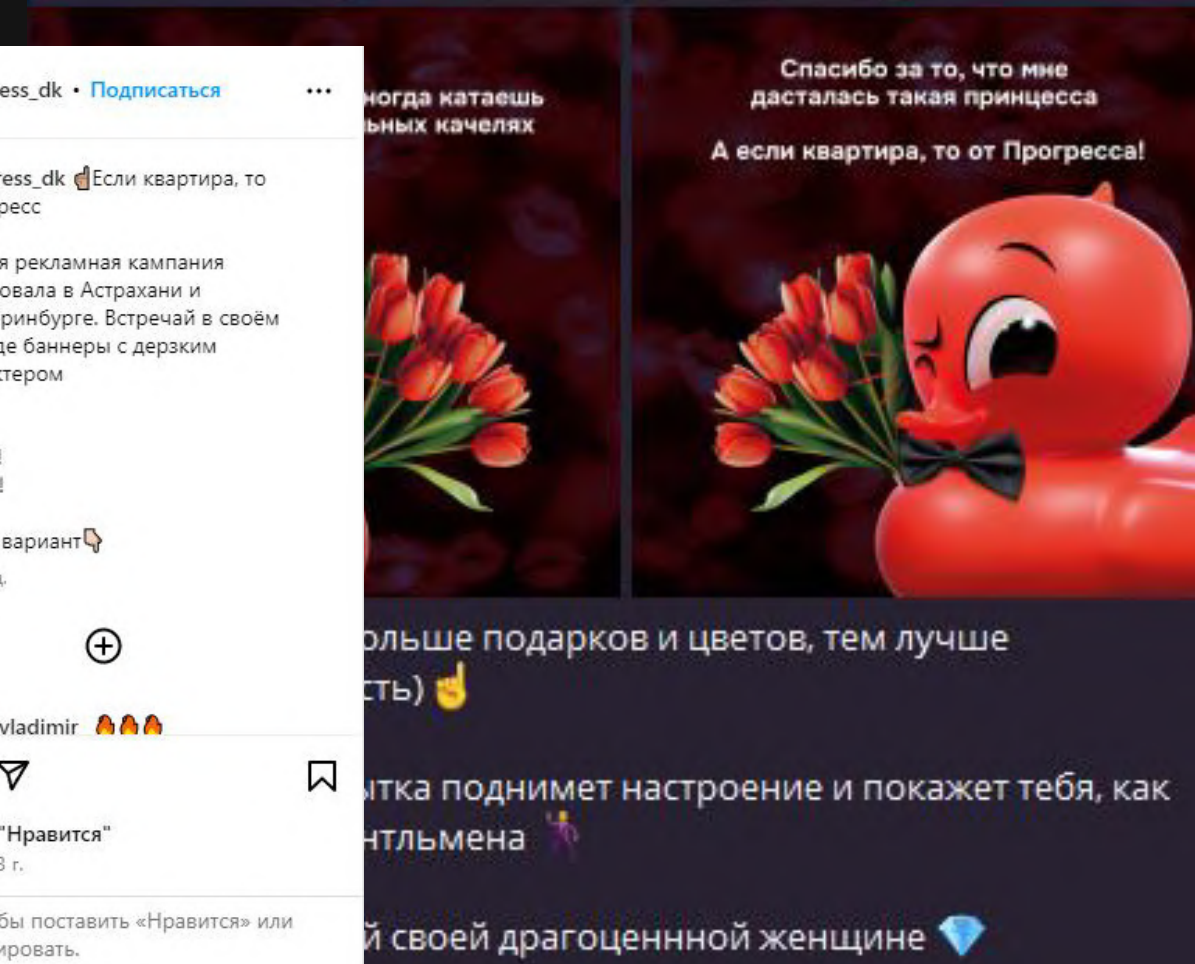 ess_dk • Подписаться
ress_dk ☝Если квартира, то
ресс
я рекламная кампания
овала в Астрахани и
ринбурге. Встречай в своём
де баннеры с дерзким
ктером
!
!
вариант👇
д.
vladimir 🔥🔥🔥
"Нравится"
3 г.
бы поставить «Нравится» или
ировать.
ногда катаешь
ьных качелях
Спасибо за то, что мне
дасталась такая принцесса
А если квартира, то от Прогресса!
ольше подарков и цветов, тем лучше
сть) ☝
ытка поднимет настроение и покажет тебя, как
нтльмена 🕺
й своей драгоценнной женщине 💎